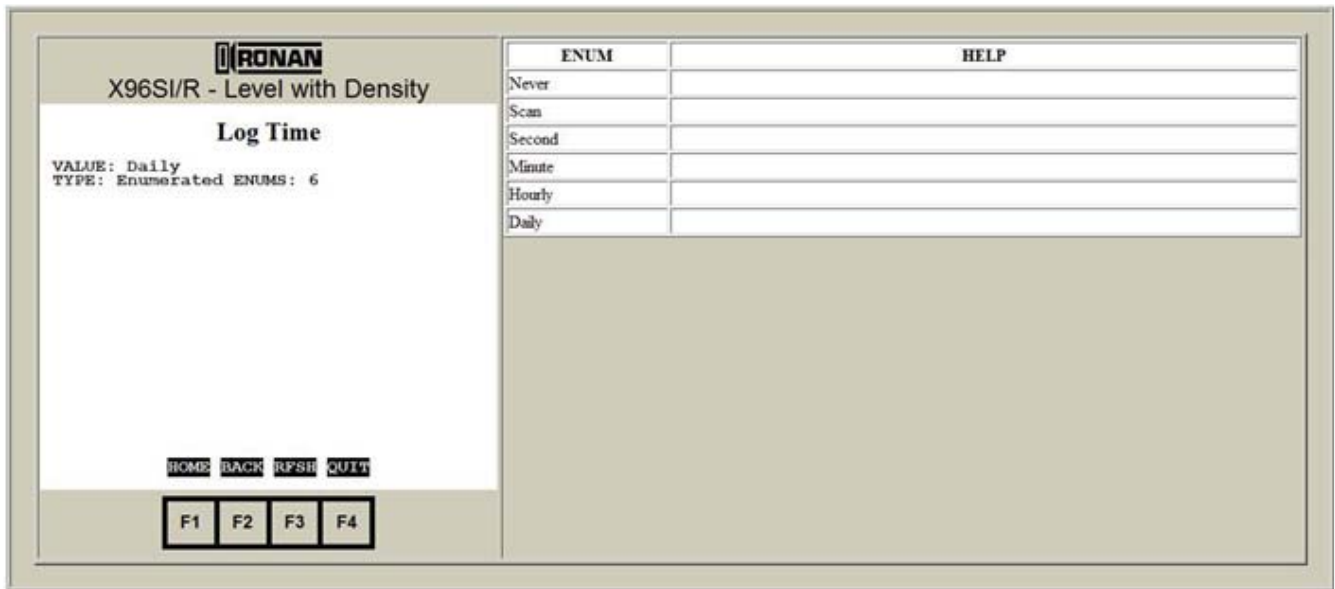 RONAN
X96SI/R - Level with Density
Log Time
VALUE: Daily
TYPE: Enumerated ENUMS: 6
HOME BACK RFSH QUIT
F1 F2 F3 F4
ENUM HELP
Never
Scan
Second
Minute
Hourly
Daily